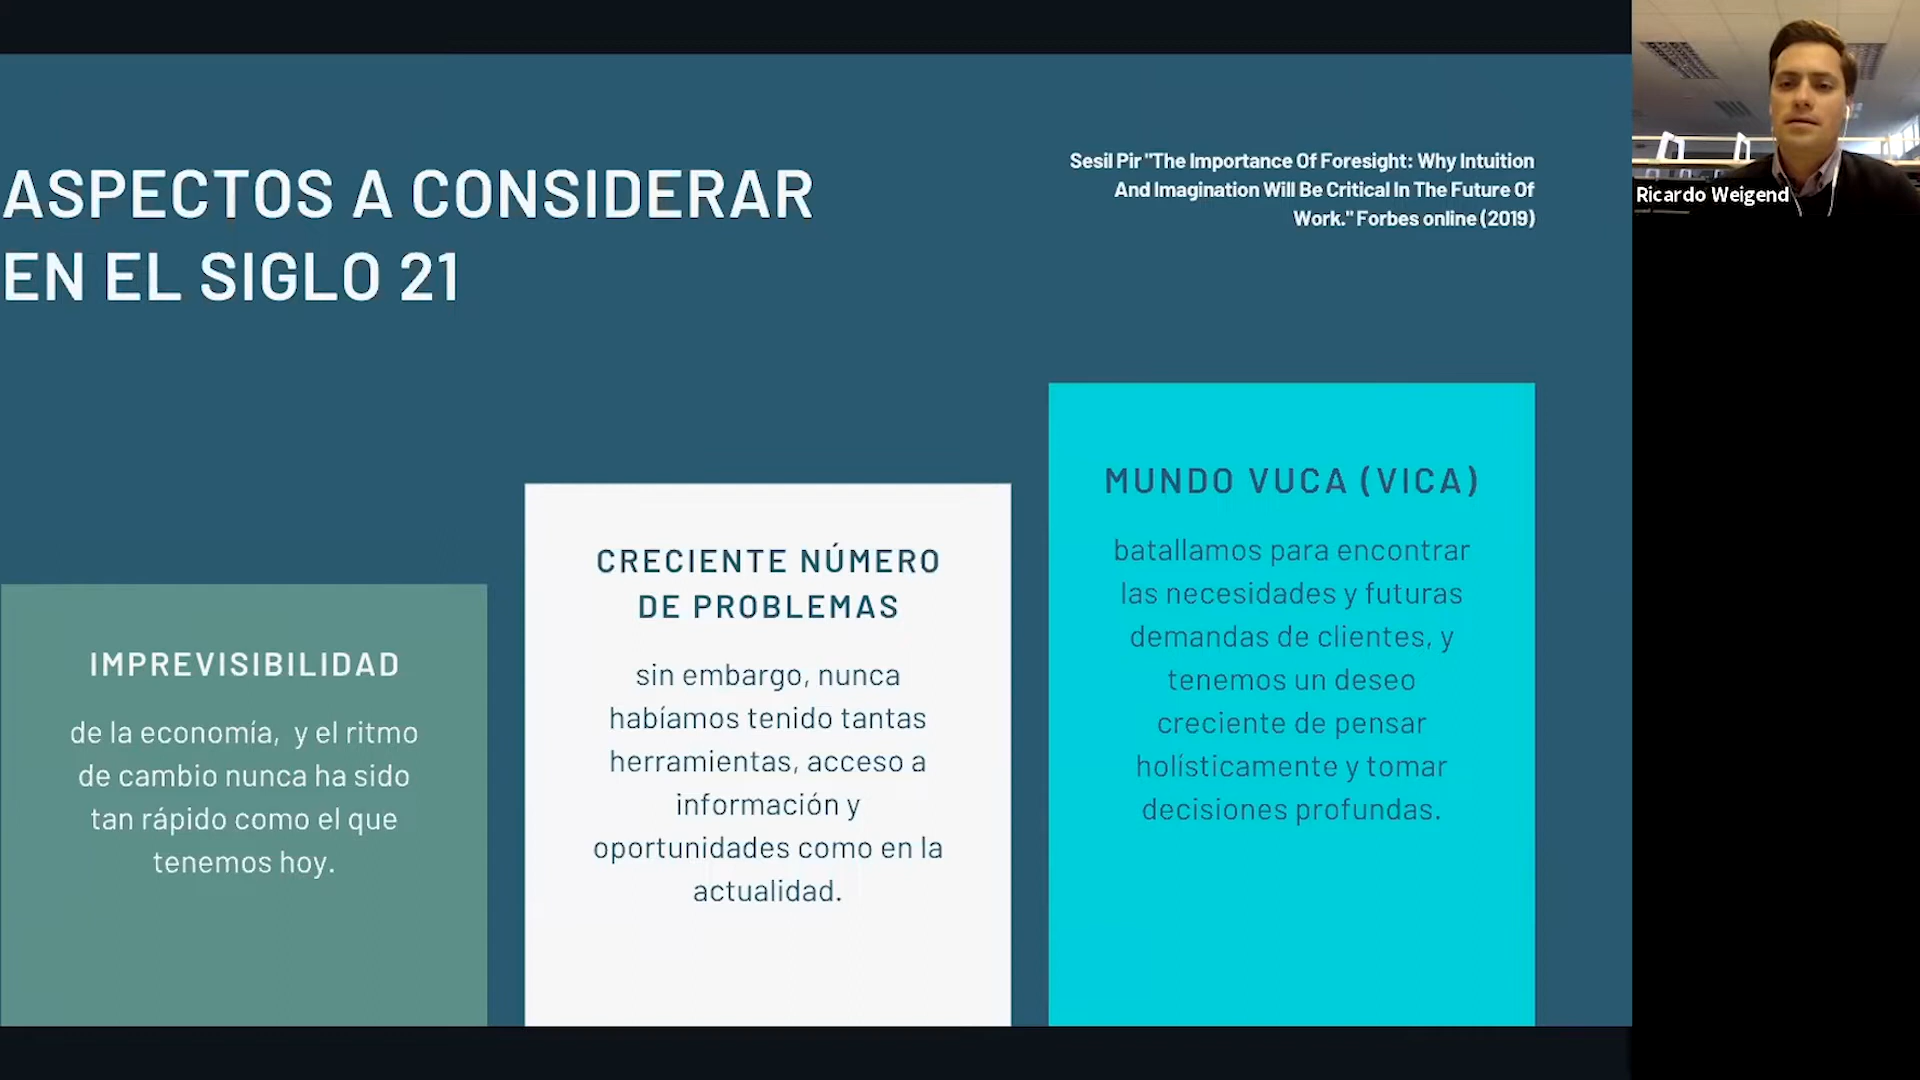 ASPECTOS A CONSIDERAR
EN EL SIGLO 21
Sesil Pir "The Importance Of Foresight: Why Intuition
And Imagination Will Be Critical In The Future Of
Work." Forbes online (2019)
Ricardo Weigend
IMPREVISIBILIDAD
de la economía, y el ritmo
de cambio nunca ha sido
tan rápido como el que
tenemos hoy.
CRECIENTE NÚMERO
DE PROBLEMAS
sin embargo, nunca
habíamos tenido tantas
herramientas, acceso a
información y
oportunidades como en la
actualidad.
MUNDO VUCA (VICA)
batallamos para encontrar
las necesidades y futuras
demandas de clientes, y
tenemos un deseo
creciente de pensar
holísticamente y tomar
decisiones profundas.